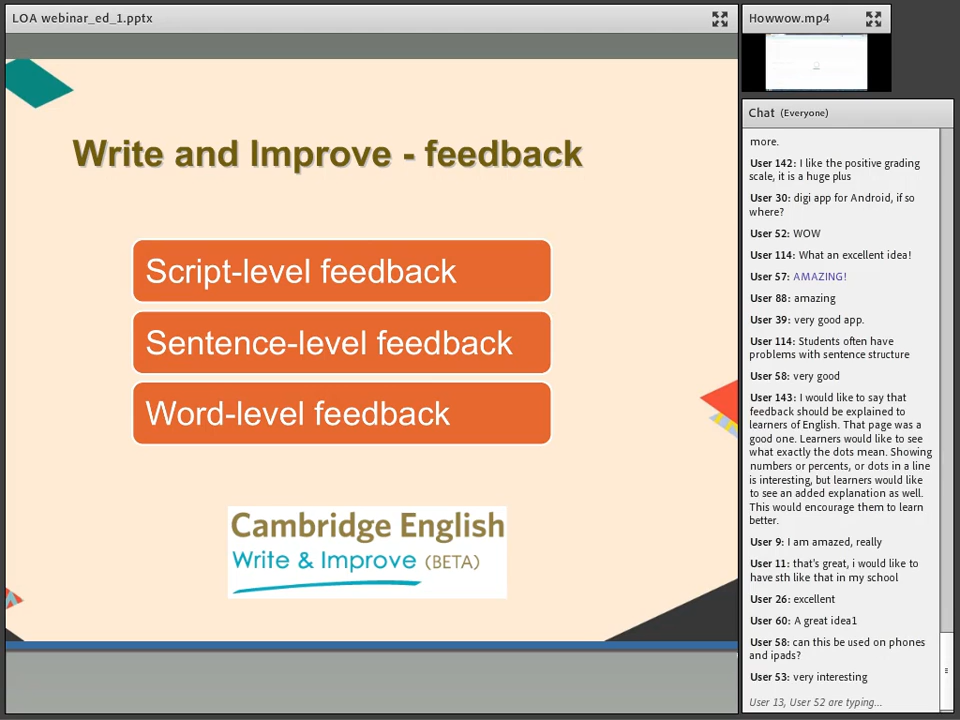 LOA webinar_ed_1.pptx
Write and Improve - feedback
Script-level feedback
Sentence-level feedback
Word-level feedback
Cambridge English
Write & Improve (BETA)
Howwow.mp4
Chat (Everyone)
more.
User 142: I like the positive grading
scale, it is a huge plus
User 30: digi app for Android, if so
where?
User 52: WOW
User 114: What an excellent idea!
User 57: AMAZING!
User 88: amazing
User 39: very good app.
User 114: Students often have
problems with sentence structure
User 58: very good
User 143: I would like to say that
feedback should be explained to
learners of English. That page was a
good one. Learners would like to see
what exactly the dots mean. Showing
numbers or percents, or dots in a line
is interesting, but learners would like
to see an added explanation as well.
This would encourage them to learn
better.
User 9: I am amazed, really
User 11: that's great, i would like to
have sth like that in my school
User 26: excellent
User 60: A great idea1
User 58: can this be used on phones
and ipads?
User 53: very interesting
User 13, User 52 are typing...